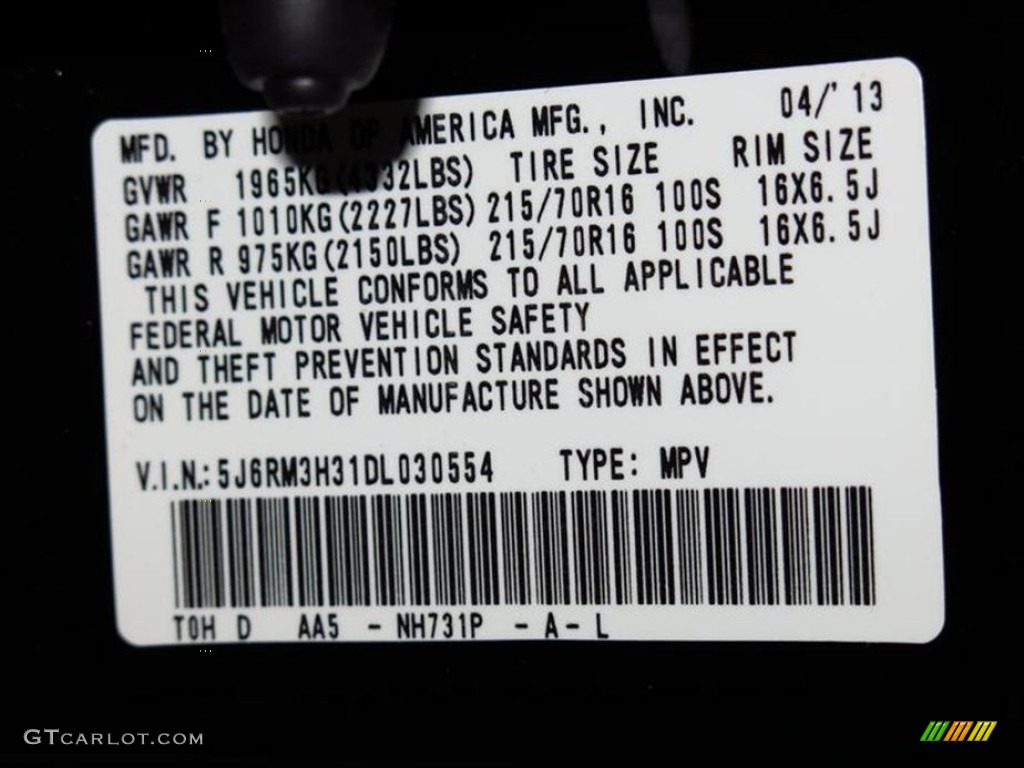 MFD. BY HONDA OF AMERICA MFG., INC. 04/'13
GVWR 1965KG(4332LBS) TIRE SIZE RIM SIZE
GAWR F 1010KG(2227LBS) 215/70R16 100S 16X6.5J
GAWR R 975KG(2150LBS) 215/70R16 100S 16X6.5J
THIS VEHICLE CONFORMS TO ALL APPLICABLE
FEDERAL MOTOR VEHICLE SAFETY
AND THEFT PREVENTION STANDARDS IN EFFECT
ON THE DATE OF MANUFACTURE SHOWN ABOVE.
V.I.N.: 5J6RM3H31DL030554 TYPE: MPV
T0H D AA5 - NH731P - A - L
GTCARLOT.COM